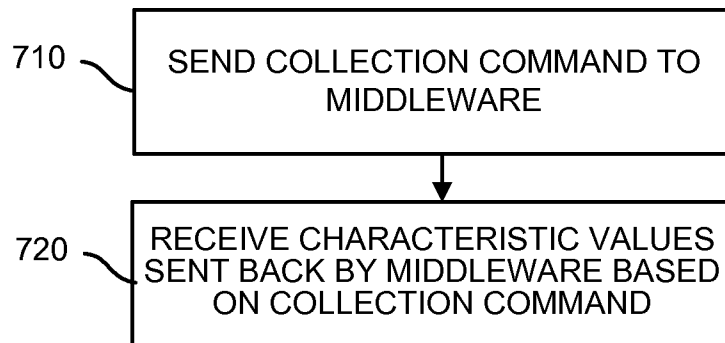 710
SEND COLLECTION COMMAND TO
MIDDLEWARE
720
RECEIVE CHARACTERISTIC VALUES
SENT BACK BY MIDDLEWARE BASED
ON COLLECTION COMMAND